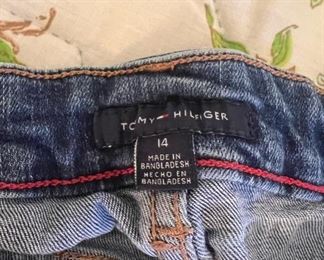 TOMMY HILFIGER
14
MADE IN
BANGLADESH
HECHO EN
BANGLADESH